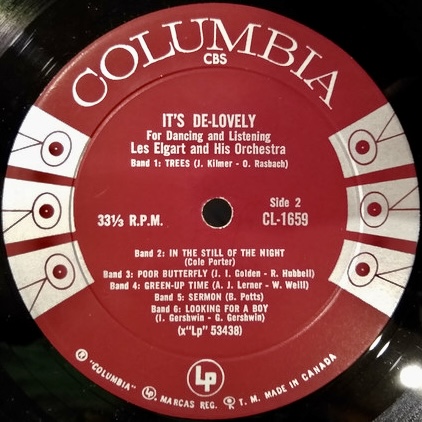 COLUMBIA
CBS
IT'S DE-LOVELY
For Dancing and Listening
Les Elgart and His Orchestra
Band 1: TREES (J. Kilmer - O. Rasbach)
Side 2
33⅓ R.P.M.
CL-1659
Band 2: IN THE STILL OF THE NIGHT
(Cole Porter)
Band 3: POOR BUTTERFLY (J. I. Golden - R. Hubbell)
Band 4: GREEN-UP TIME (A. J. Lerner - W. Weill)
Band 5: SERMON (B. Potts)
Band 6: LOOKING FOR A BOY
(I. Gershwin - G. Gershwin)
(x"Lp" 53438)
Lp
® "COLUMBIA", Lp, MARCAS REG. ® T. M. MADE IN CANADA